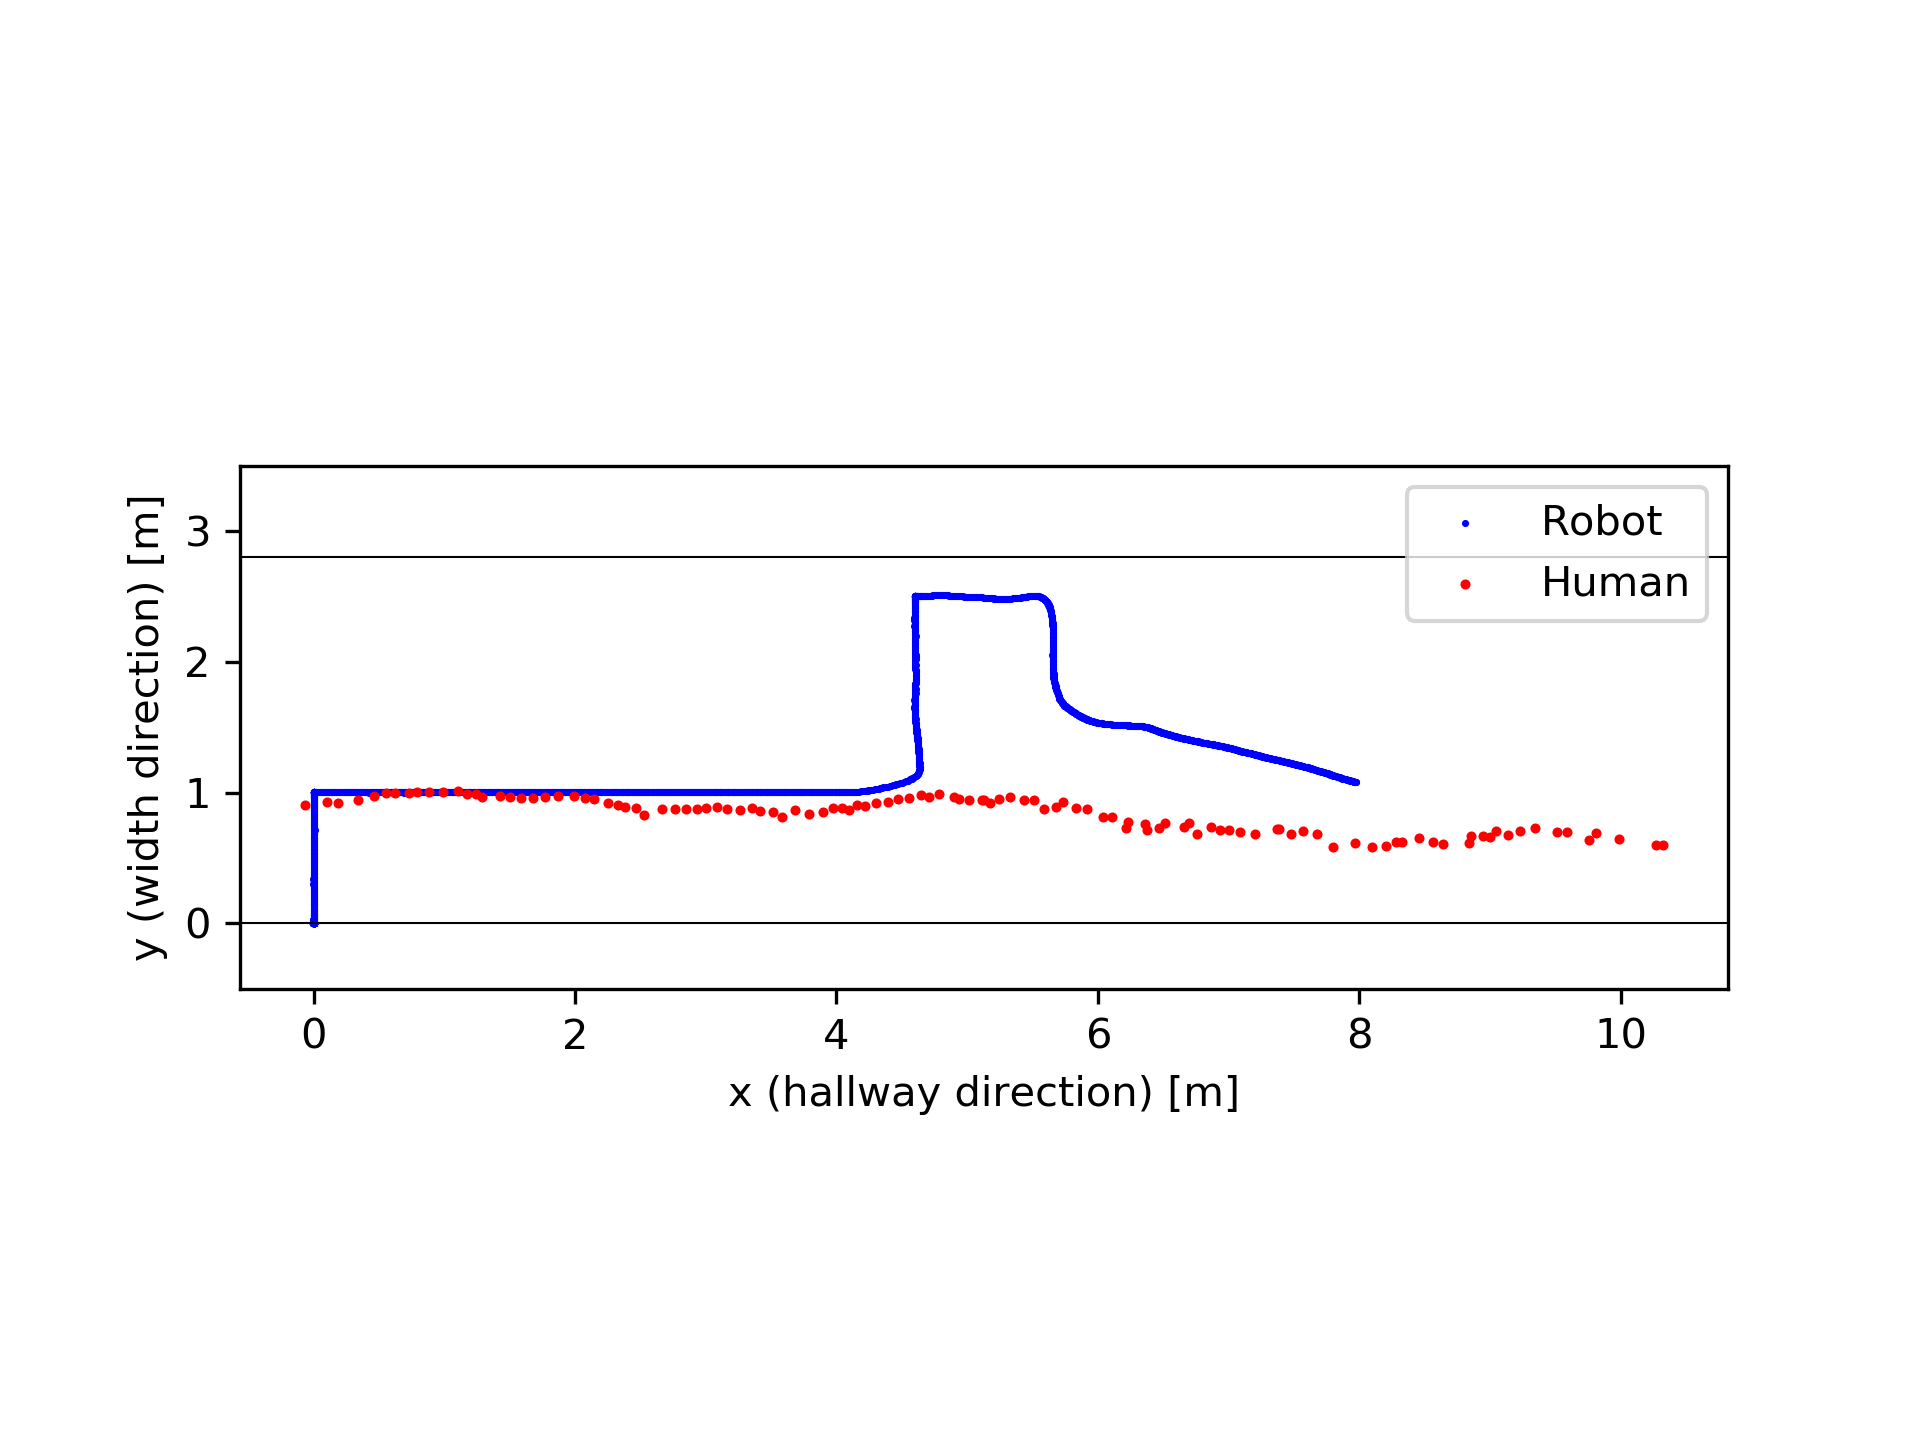 Robot
Human
3
2
1
0
y (width direction) [m]
0 2 4 6 8 10
x (hallway direction) [m]